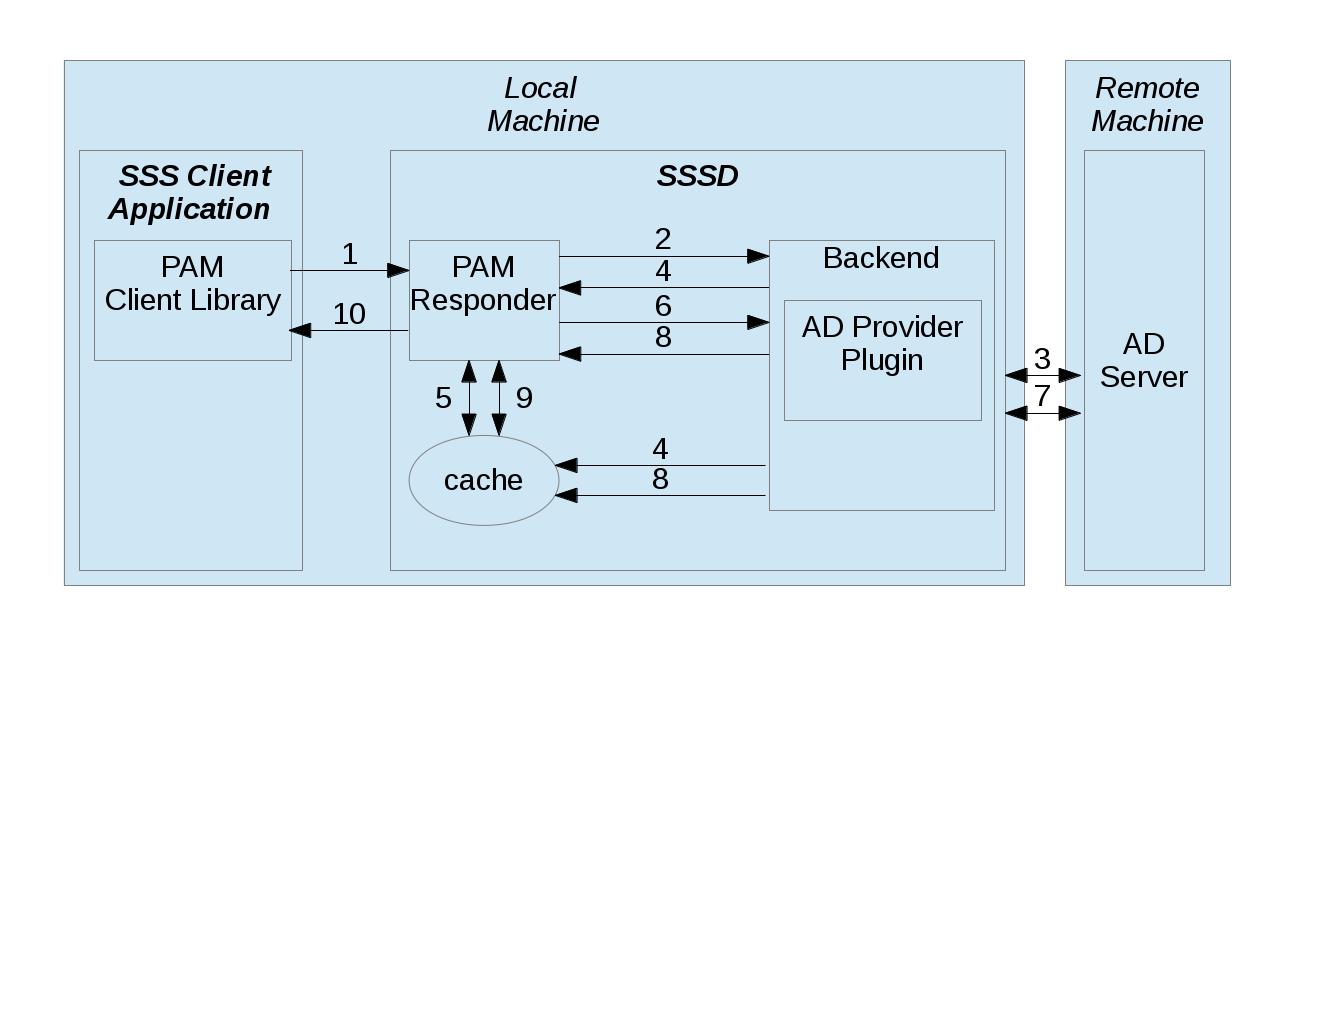 Local
Machine
Remote
Machine
SSS Client
Application
SSSD
PAM
Client Library
1
10
PAM
Responder
2
4
6
8
Backend
AD Provider
Plugin
3
7
AD
Server
5
9
cache
4
8